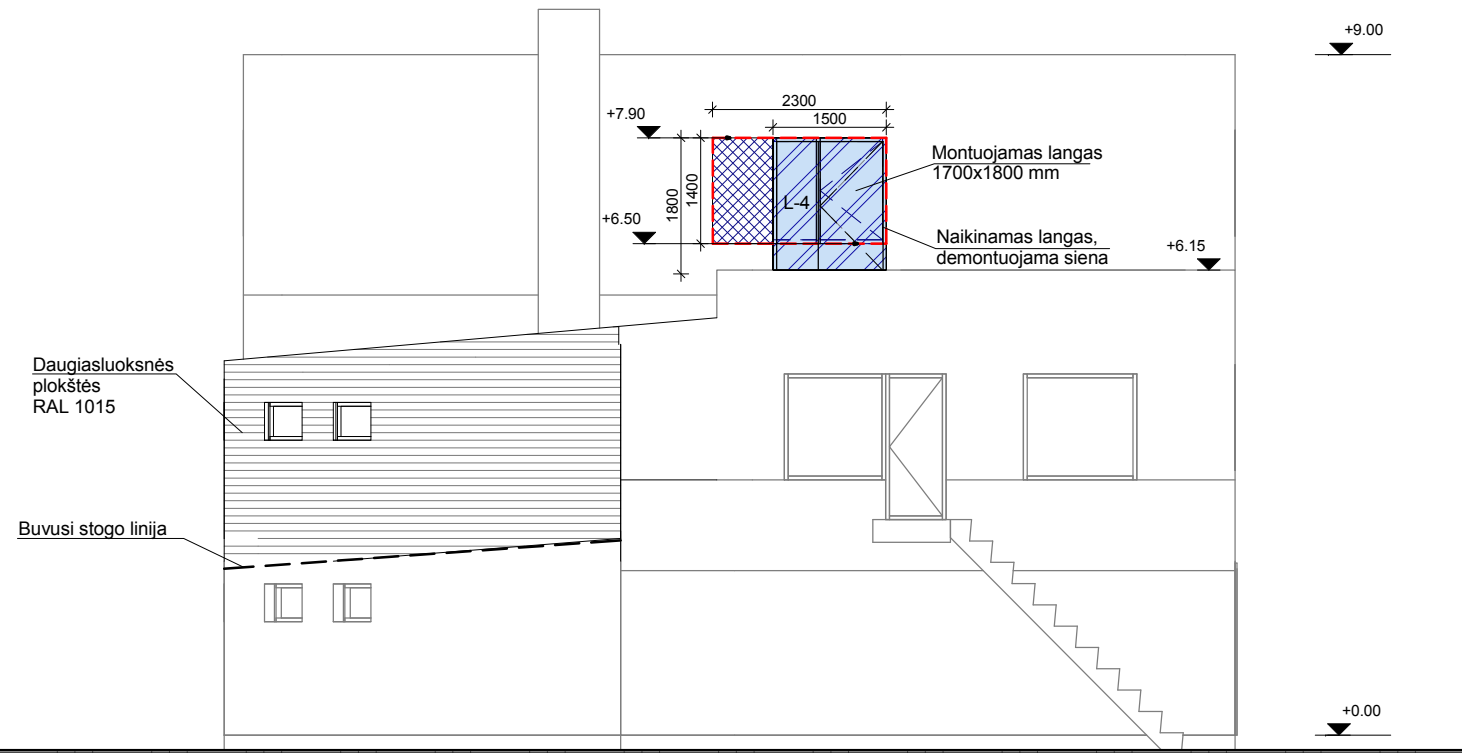 +9.00
2300
+7.90
1500
Montuojamas langas
1700x1800 mm
1800
1400
L-4
+6.50
Naikinamas langas,
demontuojama siena
+6.15
Daugiasluoksnės
plokštės
RAL 1015
Buvusi stogo linija
+0.00